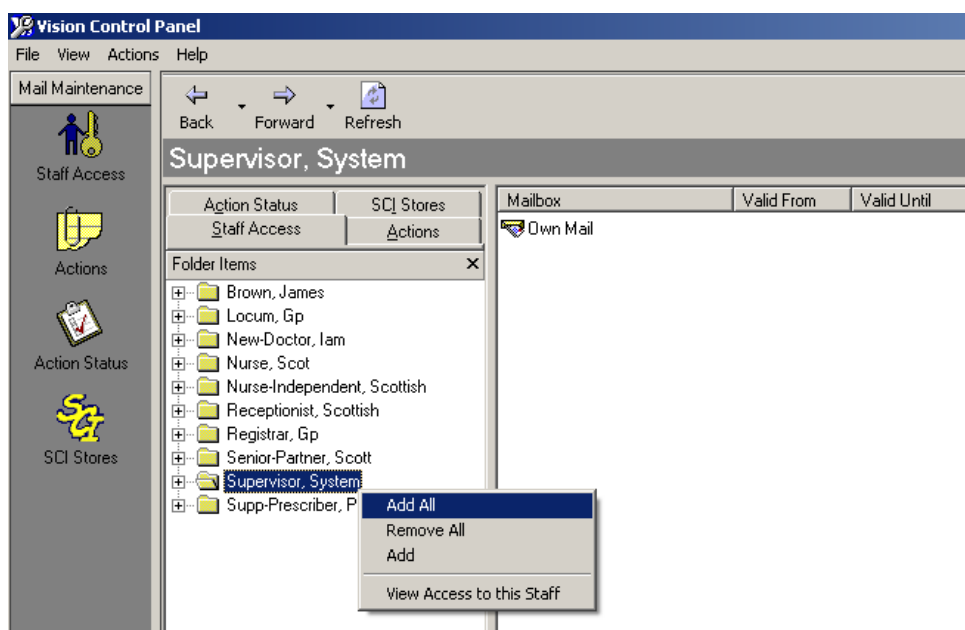 Vision Control Panel
File View Actions Help
Mail Maintenance
Back Forward Refresh
Staff Access
Supervisor, System
Action Status SCI Stores
Staff Access Actions
Mailbox Valid From Valid Until
Own Mail
Actions
Folder Items
Brown, James
Locum, Gp
New-Doctor, Iam
Action Status
Nurse, Scot
Nurse-Independent, Scottish
Receptionist, Scottish
Registrar, Gp
SCI Stores
Senior-Partner, Scott
Supervisor, System
Supp-Prescriber, P
Add All
Remove All
Add
View Access to this Staff